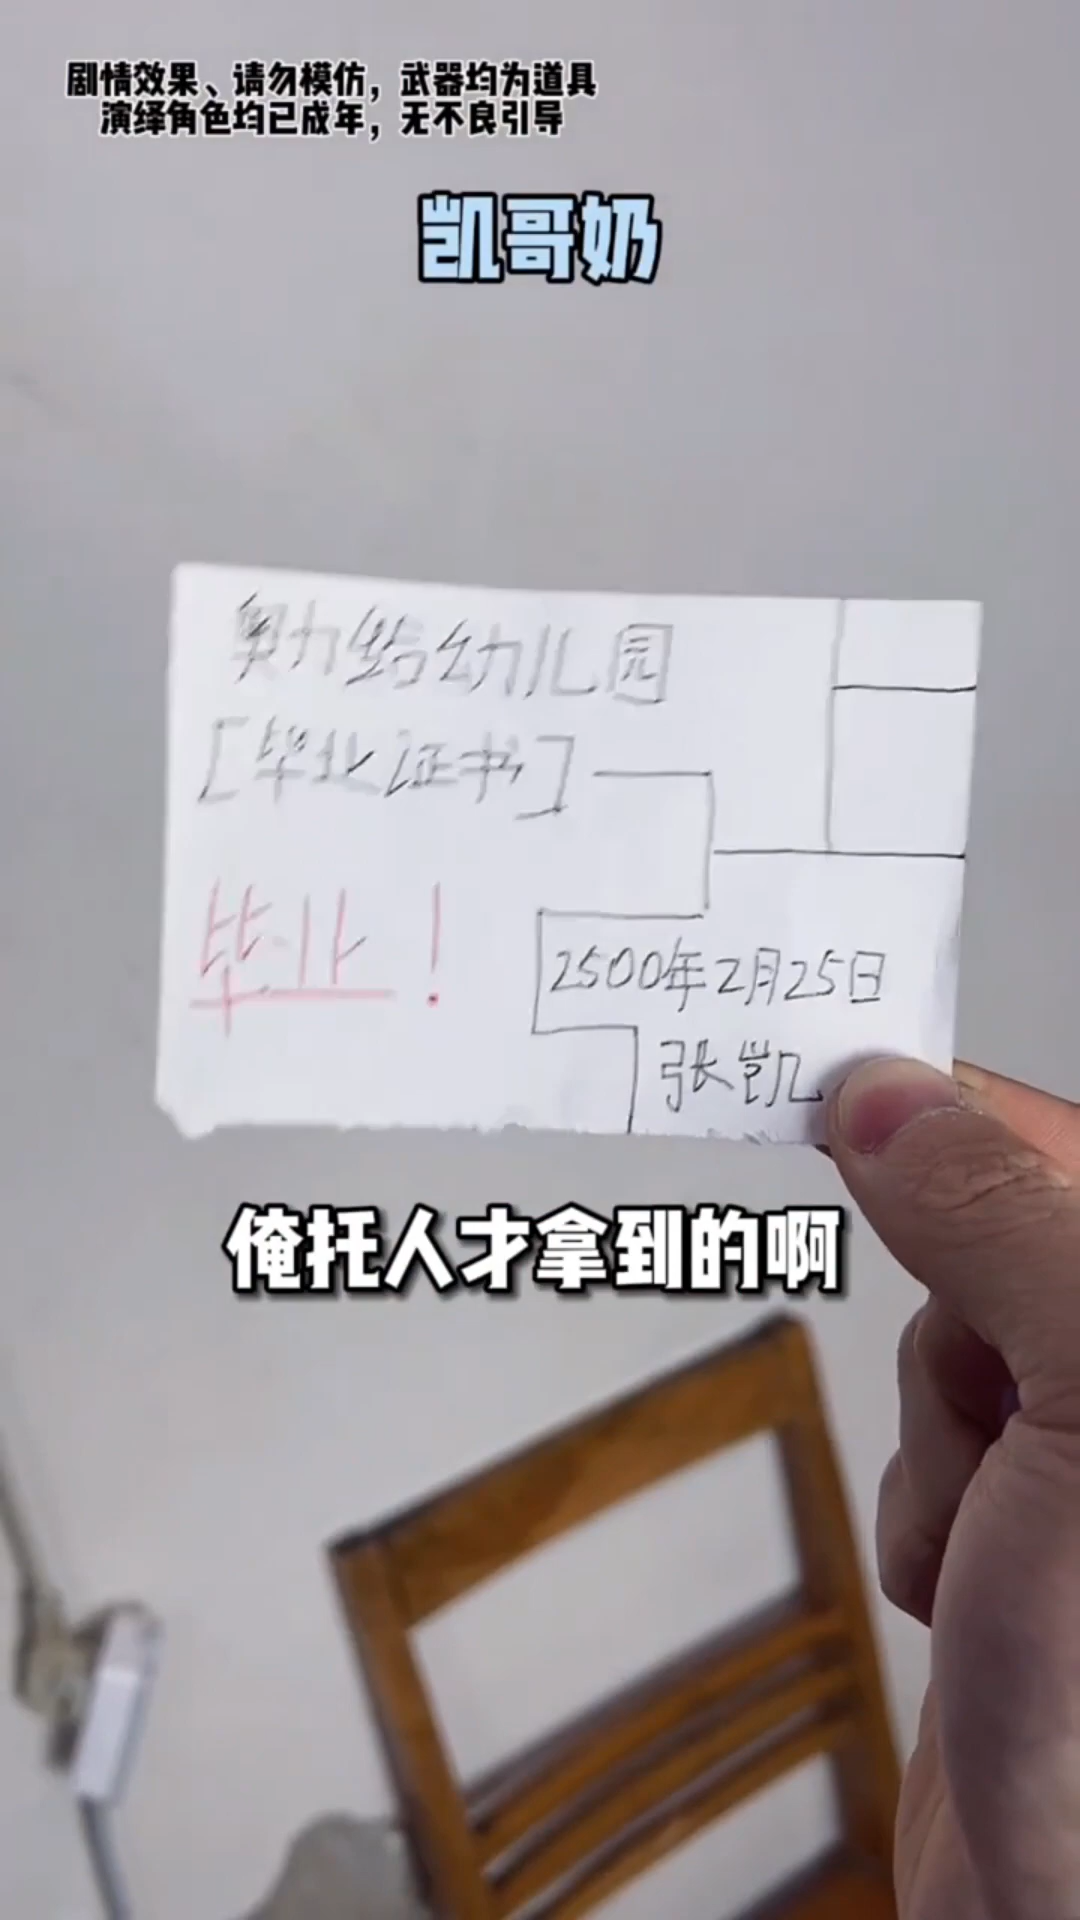 剧情效果、请勿模仿，武器均为道具
演绎角色均已成年，无不良引导
凯哥奶
奥力给幼儿园
[毕业证书]
毕业！
2500年2月25日
张凯
俺托人才拿到的啊